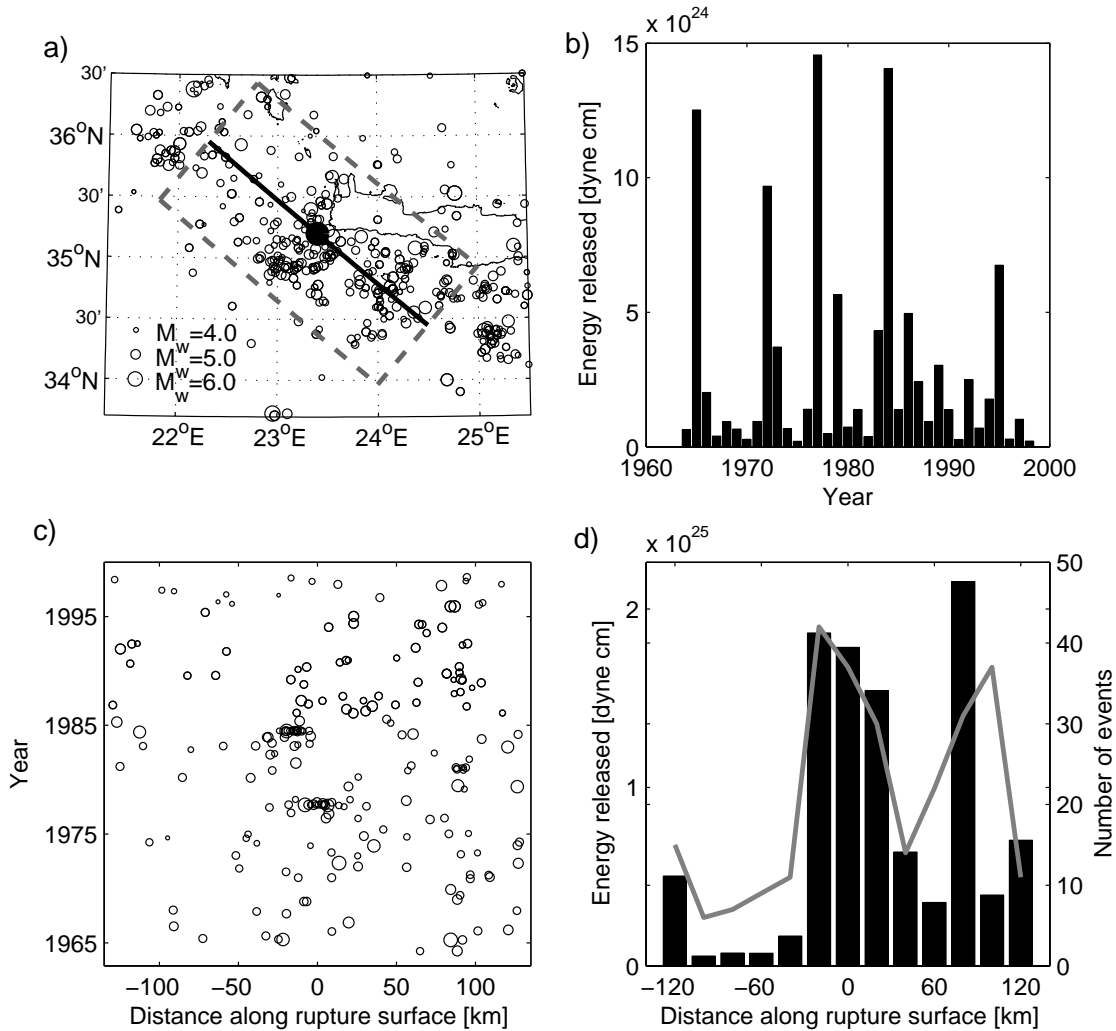 a)
30'
36°N
30'
35°N
30'
34°N
Mw=4.0
Mw=5.0
Mw=6.0
22°E
23°E
24°E
25°E
b)
x 10^24
Energy released [dyne cm]
15
10
5
0
1960
1970
1980
1990
2000
Year
c)
Year
1995
1985
1975
1965
−100
−50
0
50
100
Distance along rupture surface [km]
d)
x 10^25
Energy released [dyne cm]
2
1
0
50
40
30
20
10
0
Number of events
−120
−60
0
60
120
Distance along rupture surface [km]